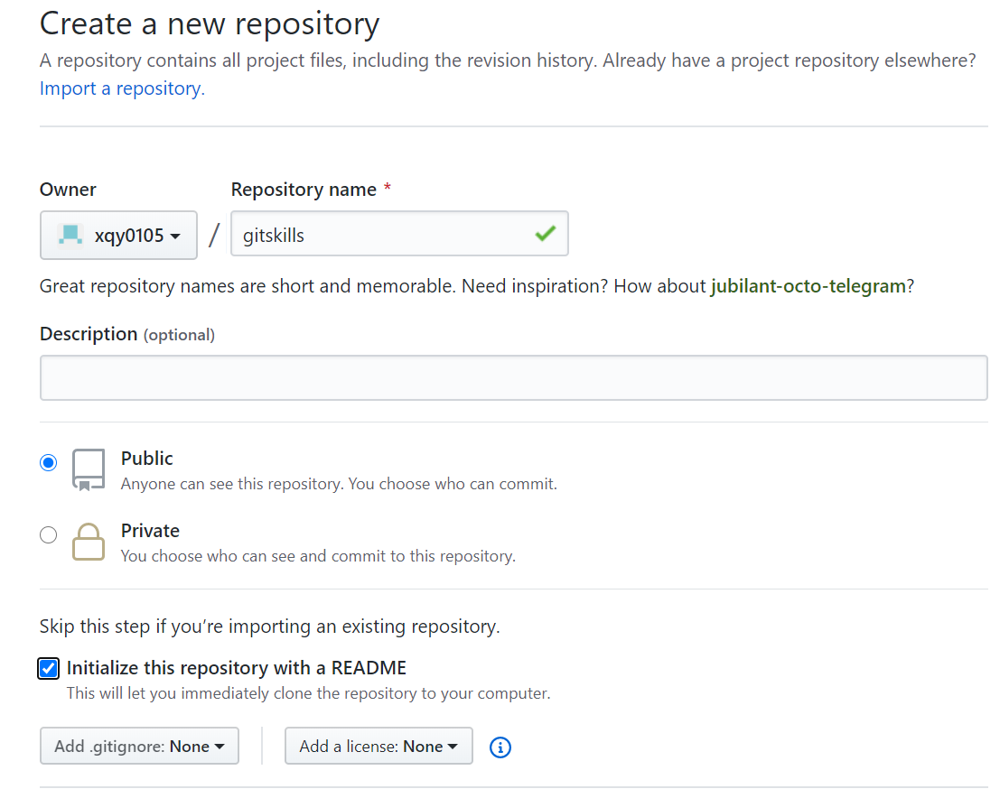 Create a new repository
A repository contains all project files, including the revision history. Already have a project repository elsewhere?
Import a repository.
Owner
Repository name *
xqy0105
/
gitskills
Great repository names are short and memorable. Need inspiration? How about jubilant-octo-telegram?
Description (optional)
Public
Anyone can see this repository. You choose who can commit.
Private
You choose who can see and commit to this repository.
Skip this step if you’re importing an existing repository.
Initialize this repository with a README
This will let you immediately clone the repository to your computer.
Add .gitignore: None
Add a license: None